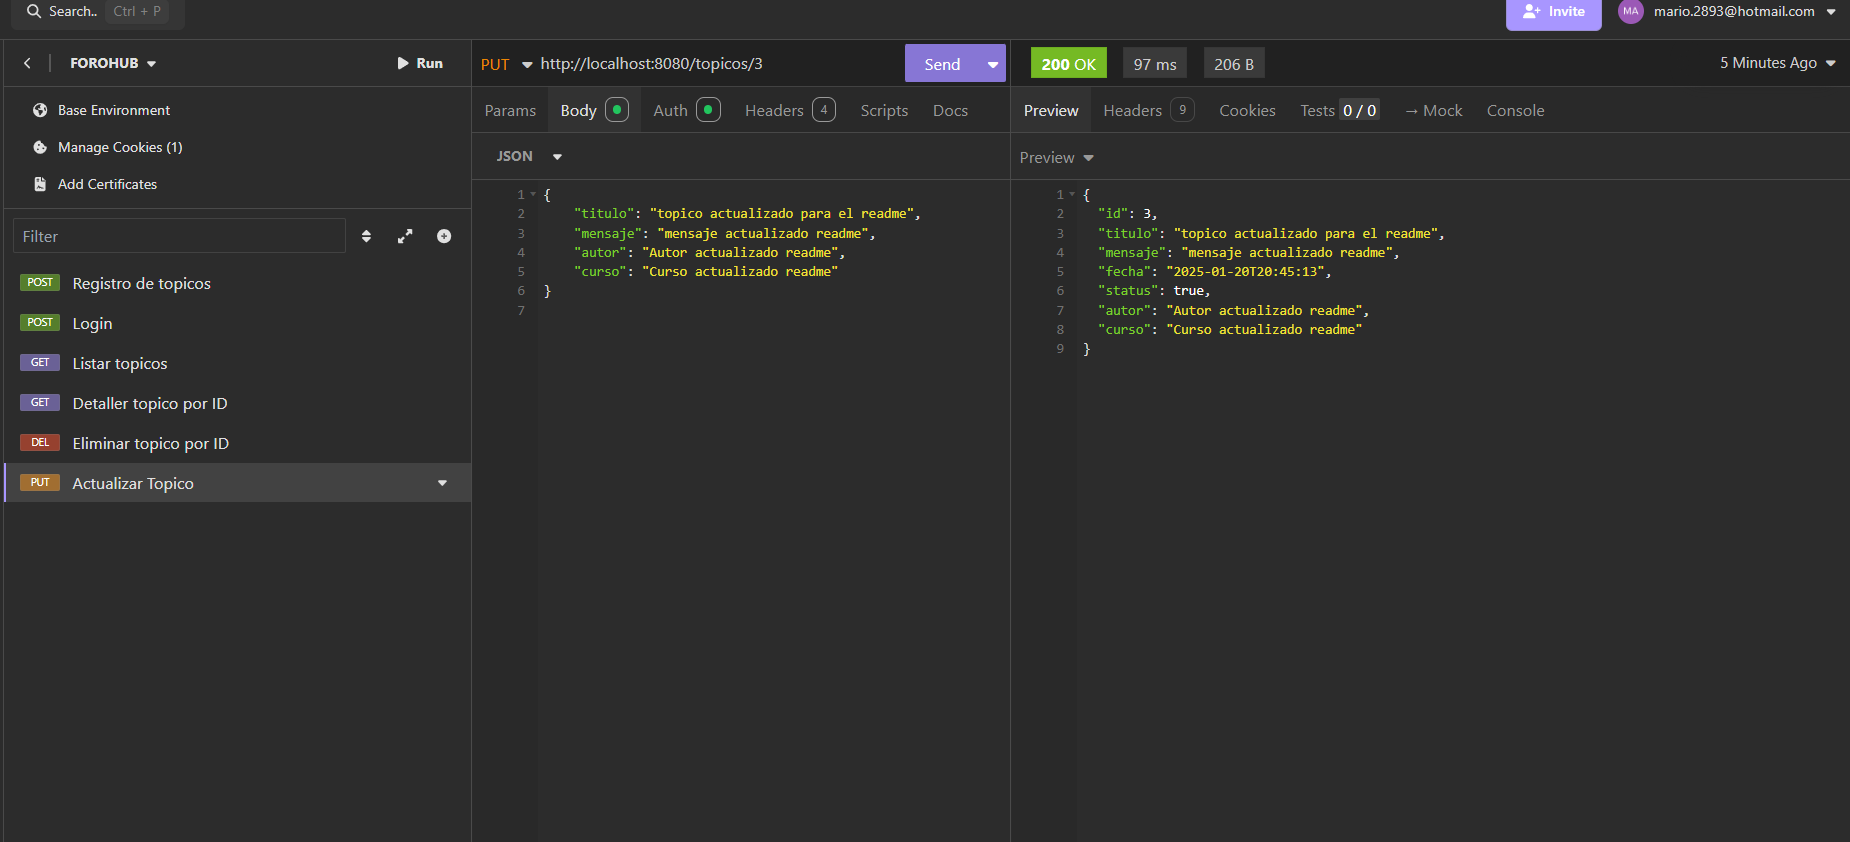 Search.. Ctrl + P
Invite MA mario.2893@hotmail.com
FOROHUB Run
Base Environment
Manage Cookies (1)
Add Certificates
Filter
POST Registro de topicos
POST Login
GET Listar topicos
GET Detaller topico por ID
DEL Eliminar topico por ID
PUT Actualizar Topico
PUT http://localhost:8080/topicos/3 Send
Params Body Auth Headers 4 Scripts Docs
JSON
1 {
2 "titulo": "topico actualizado para el readme",
3 "mensaje": "mensaje actualizado readme",
4 "autor": "Autor actualizado readme",
5 "curso": "Curso actualizado readme"
6 }
7
200 OK 97 ms 206 B 5 Minutes Ago
Preview Headers 9 Cookies Tests 0 / 0 → Mock Console
Preview
1 {
2 "id": 3,
3 "titulo": "topico actualizado para el readme",
4 "mensaje": "mensaje actualizado readme",
5 "fecha": "2025-01-20T20:45:13",
6 "status": true,
7 "autor": "Autor actualizado readme",
8 "curso": "Curso actualizado readme"
9 }